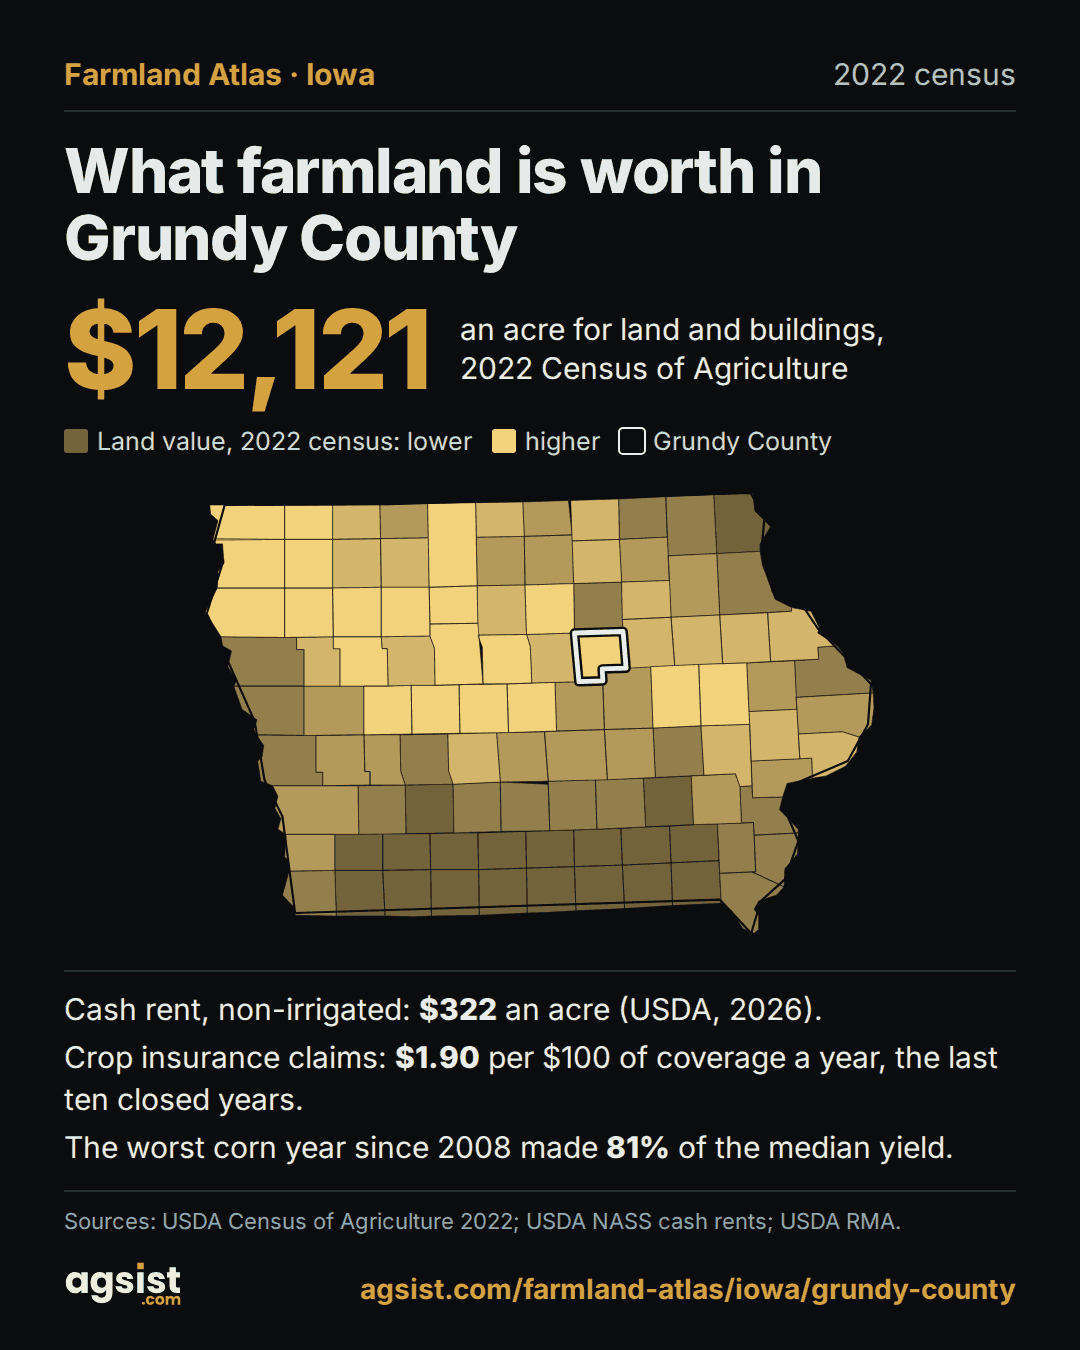 Farmland Atlas · Iowa
2022 census
What farmland is worth in
Grundy County
$12,121
an acre for land and buildings,
2022 Census of Agriculture
Land value, 2022 census: lower
higher
Grundy County
Cash rent, non-irrigated: $322 an acre (USDA, 2026).
Crop insurance claims: $1.90 per $100 of coverage a year, the last
ten closed years.
The worst corn year since 2008 made 81% of the median yield.
Sources: USDA Census of Agriculture 2022; USDA NASS cash rents; USDA RMA.
agsist
.com
agsist.com/farmland-atlas/iowa/grundy-county